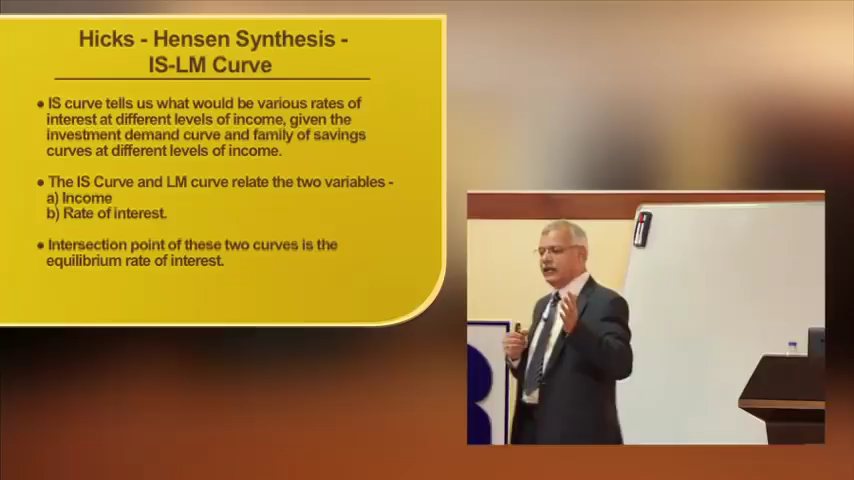 Hicks - Hensen Synthesis -
IS-LM Curve
• IS curve tells us what would be various rates of
interest at different levels of income, given the
investment demand curve and family of savings
curves at different levels of income.
• The IS Curve and LM curve relate the two variables -
a) Income
b) Rate of interest.
• Intersection point of these two curves is the
equilibrium rate of interest.